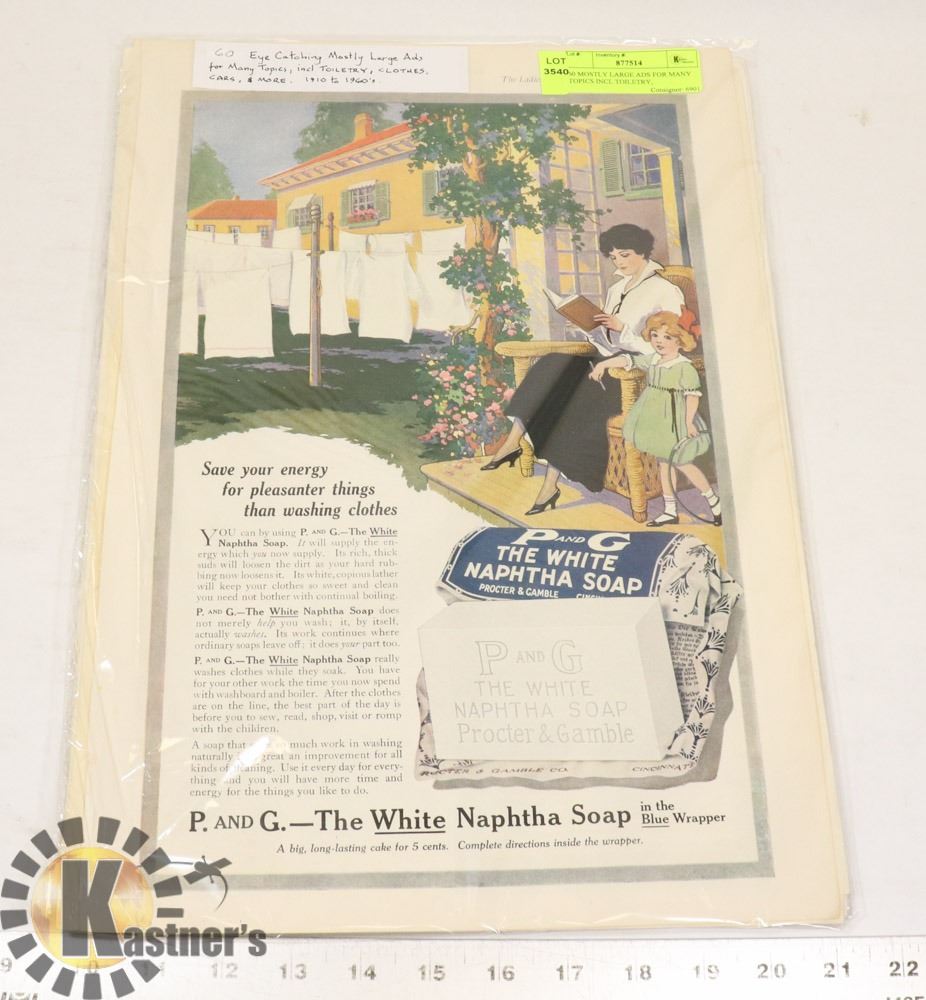 60 Eye Catching Mostly Large Ads
for Many Topics, incl TOILETRY, CLOTHES,
CARS, & MORE. 1910 to 1960's
Lot # Inventory #
LOT 877514
3540 60 MOSTLY LARGE ADS FOR MANY
TOPICS INCL TOILETRY,
Consignor: 6901
The Ladies
Save your energy
for pleasanter things
than washing clothes
YOU can by using P. AND G.—The White
Naphtha Soap. It will supply the en-
ergy which you now supply. Its rich, thick
suds will loosen the dirt as your hard rub-
bing now loosens it. Its white, copious lather
will keep your clothes so sweet and clean
you need not bother with continual boiling.
P. AND G.—The White Naphtha Soap does
not merely help you wash; it, by itself,
actually washes. Its work continues where
ordinary soaps leave off; it does your part too.
P. AND G.—The White Naphtha Soap really
washes clothes while they soak. You have
for your other work the time you now spend
with washboard and boiler. After the clothes
are on the line, the best part of the day is
before you to sew, read, shop, visit or romp
with the children.
A soap that much work in washing
naturally great an improvement for all
kinds of cleaning. Use it every day for every-
thing and you will have more time and
energy for the things you like to do.
P AND G
THE WHITE
NAPHTHA SOAP
PROCTER & GAMBLE
P AND G
THE WHITE
NAPHTHA SOAP
Procter & Gamble
PROCTER & GAMBLE CO. CINCINNATI
P. AND G.—The White Naphtha Soap in the Blue Wrapper
A big, long-lasting cake for 5 cents. Complete directions inside the wrapper.
Kastner's
9 11 12 13 14 15 16 17 18 19 20 21 22